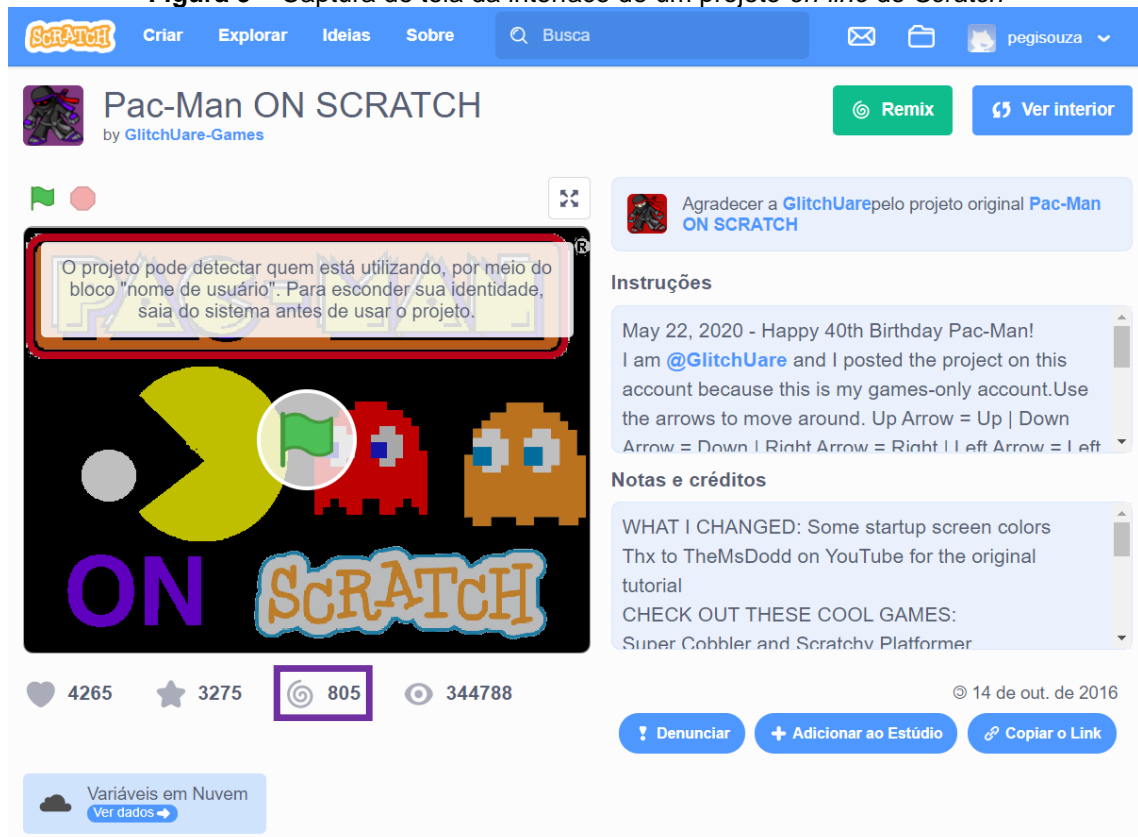 Figura 3 – Captura de tela da interface de um projeto on-line do Scratch
SCRATCH Criar Explorar Ideias Sobre Busca pegisouza
Pac-Man ON SCRATCH
by GlitchUare-Games
Remix
Ver interior
R
PAC-MAN
O projeto pode detectar quem está utilizando, por meio do
bloco "nome de usuário". Para esconder sua identidade,
saia do sistema antes de usar o projeto.
ON SCRATCH
4265 3275 805 344788
Variáveis em Nuvem
Ver dados
Agradecer a GlitchUarepelo projeto original Pac-Man
ON SCRATCH
Instruções
May 22, 2020 - Happy 40th Birthday Pac-Man!
I am @GlitchUare and I posted the project on this
account because this is my games-only account.Use
the arrows to move around. Up Arrow = Up | Down
Arrow = Down | Right Arrow = Right | Left Arrow = Left
Notas e créditos
WHAT I CHANGED: Some startup screen colors
Thx to TheMsDodd on YouTube for the original
tutorial
CHECK OUT THESE COOL GAMES:
Super Cobbler and Scratchy Platformer
14 de out. de 2016
Denunciar
Adicionar ao Estúdio
Copiar o Link